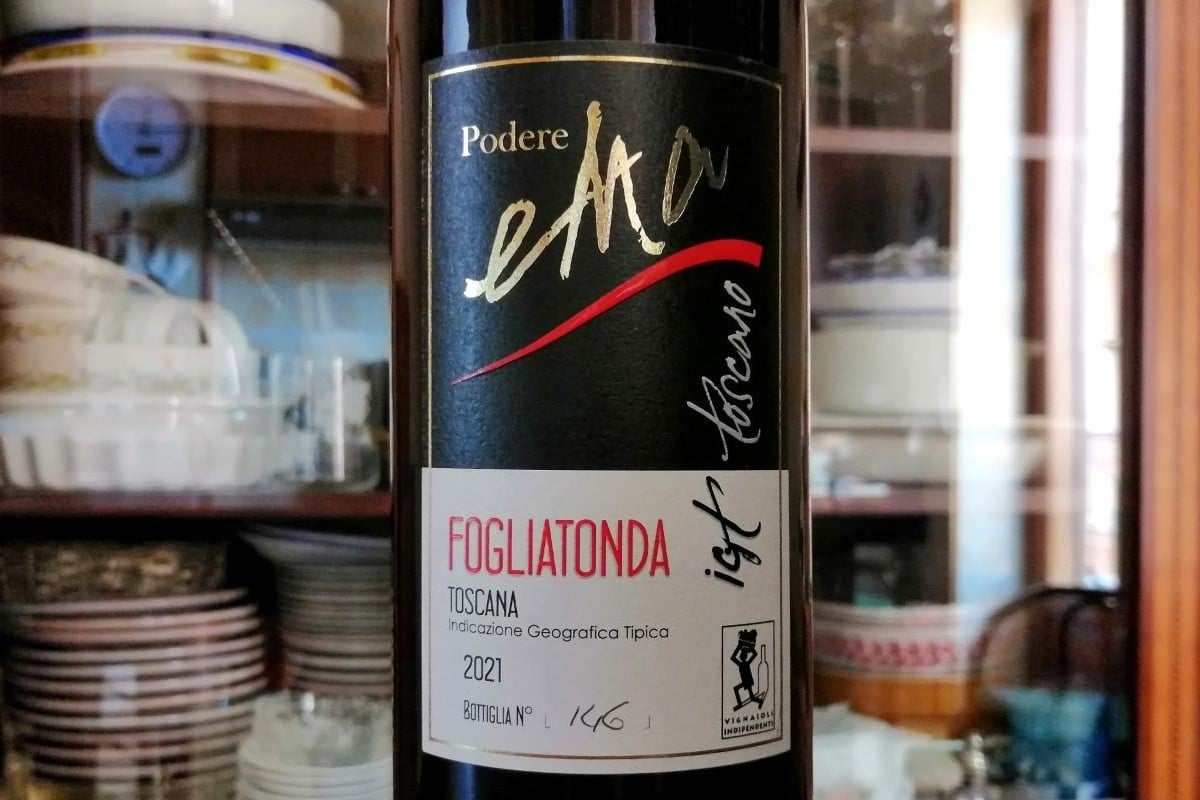 Podere
eMa
igt toscano
FOGLIATONDA
TOSCANA
Indicazione Geografica Tipica
2021
BOTTIGLIA N° 146
VIGNAIOLI
INDIPENDENTI